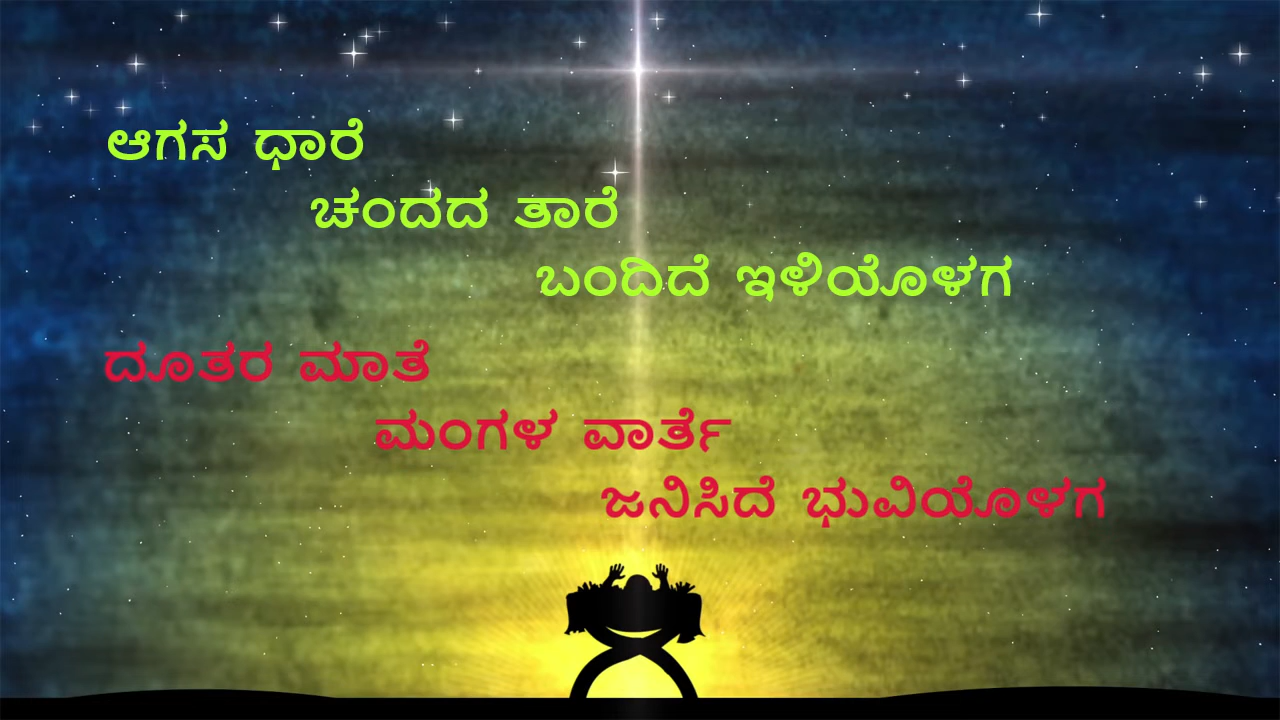 ಆಗಸ ಧಾರೆ
ಚಂದದ ತಾರೆ
ಬಂದಿದೆ ಇಳಿಯೊಳಗ
ದೂತರ ಮಾತೆ
ಮಂಗಳ ವಾರ್ತೆ
ಜನಿಸಿದೆ ಭುವಿಯೊಳಗ